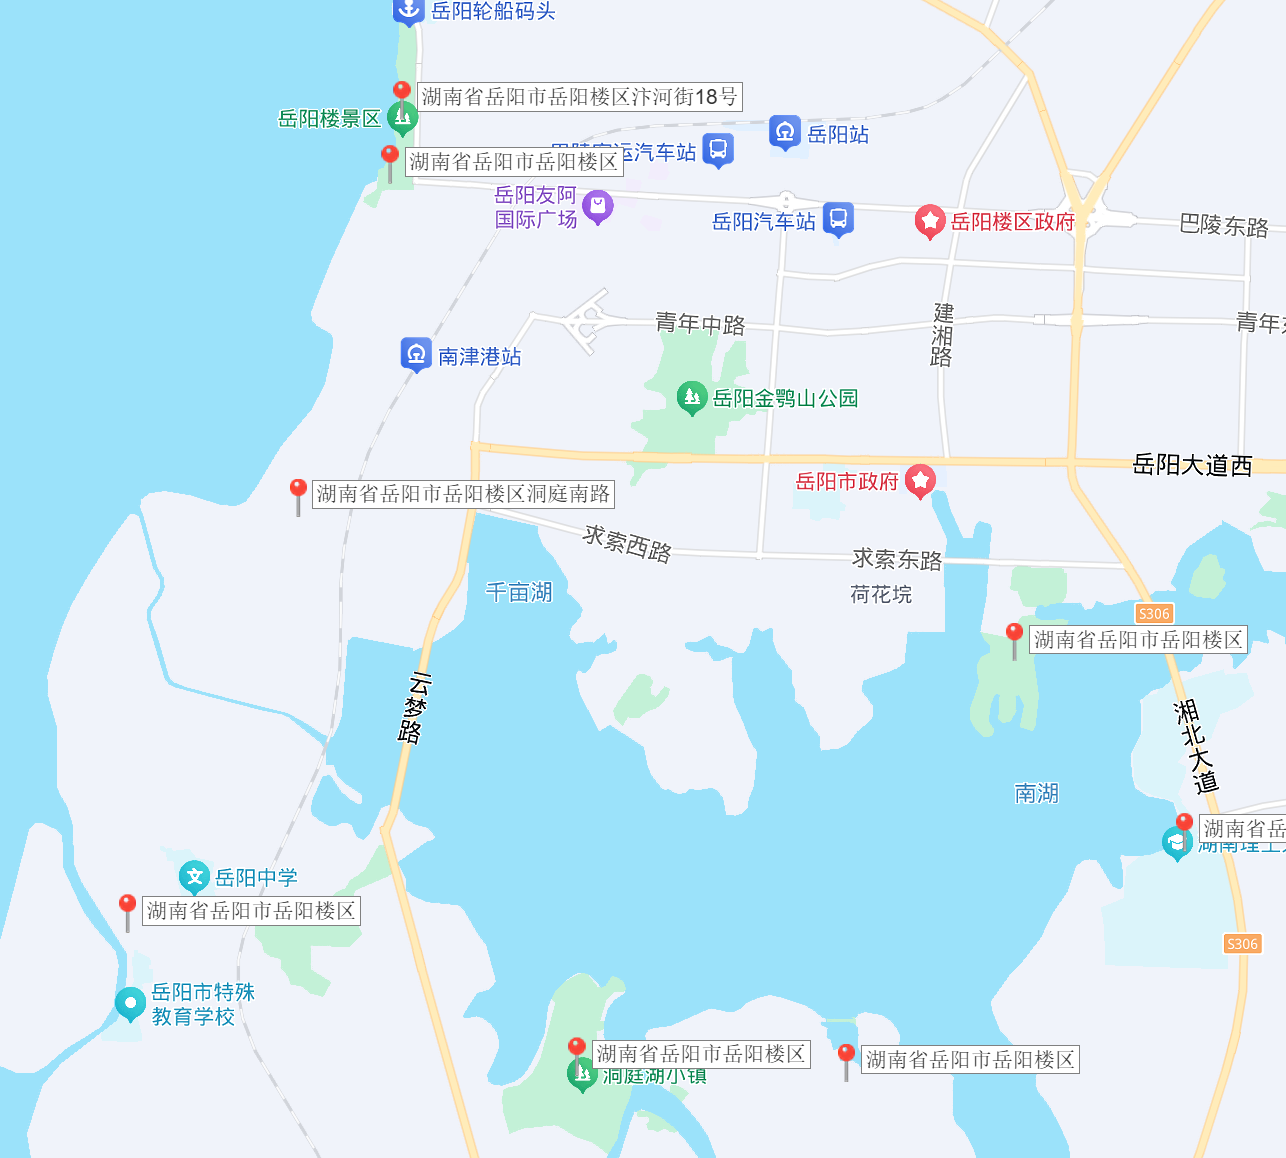 岳阳轮船码头
湖南省岳阳市岳阳楼区汴河街18号
岳阳楼景区
岳阳站
湖南省岳阳市岳阳楼区
运汽车站
岳阳友阿
国际广场
岳阳汽车站
岳阳楼区政府
巴陵东路
青年中路
建湘路
青年
南津港站
岳阳金鹗山公园
岳阳大道西
岳阳市政府
湖南省岳阳市岳阳楼区洞庭南路
求索西路
求索东路
千亩湖
荷花垸
S306
湖南省岳阳市岳阳楼区
云梦路
湘北大道
南湖
湖南省岳
湖南理工
岳阳中学
湖南省岳阳市岳阳楼区
S306
岳阳市特殊
教育学校
湖南省岳阳市岳阳楼区
湖南省岳阳市岳阳楼区
洞庭湖小镇